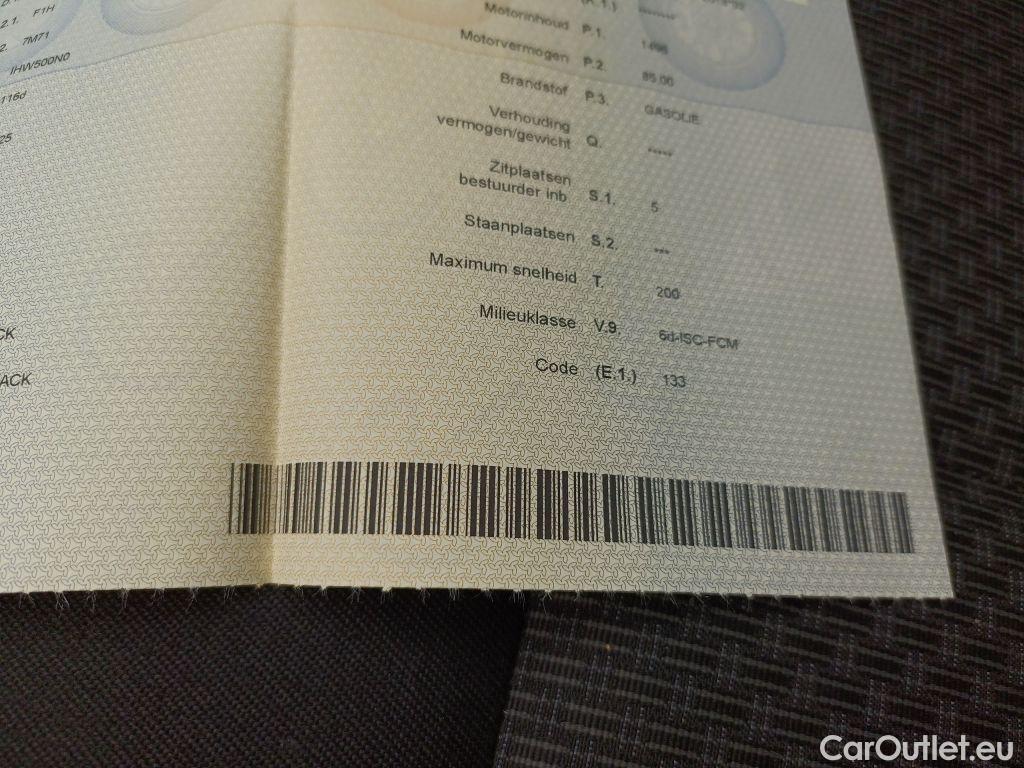 2.1. F1H
2. 7M71
IHW500N0
116d
25
CK
ACK
(R.1.) ********
Motorinhoud P.1. 1496
Motorvermogen P.2. 85.00
Brandstof P.3. GASOLIE
Verhouding
vermogen/gewicht Q. *****
Zitplaatsen
bestuurder inb. S.1. 5
Staanplaatsen S.2. ***
Maximum snelheid T. 200
Milieuklasse V.9. 6d-ISC-FCM
Code (E.1.) 133
CarOutlet.eu